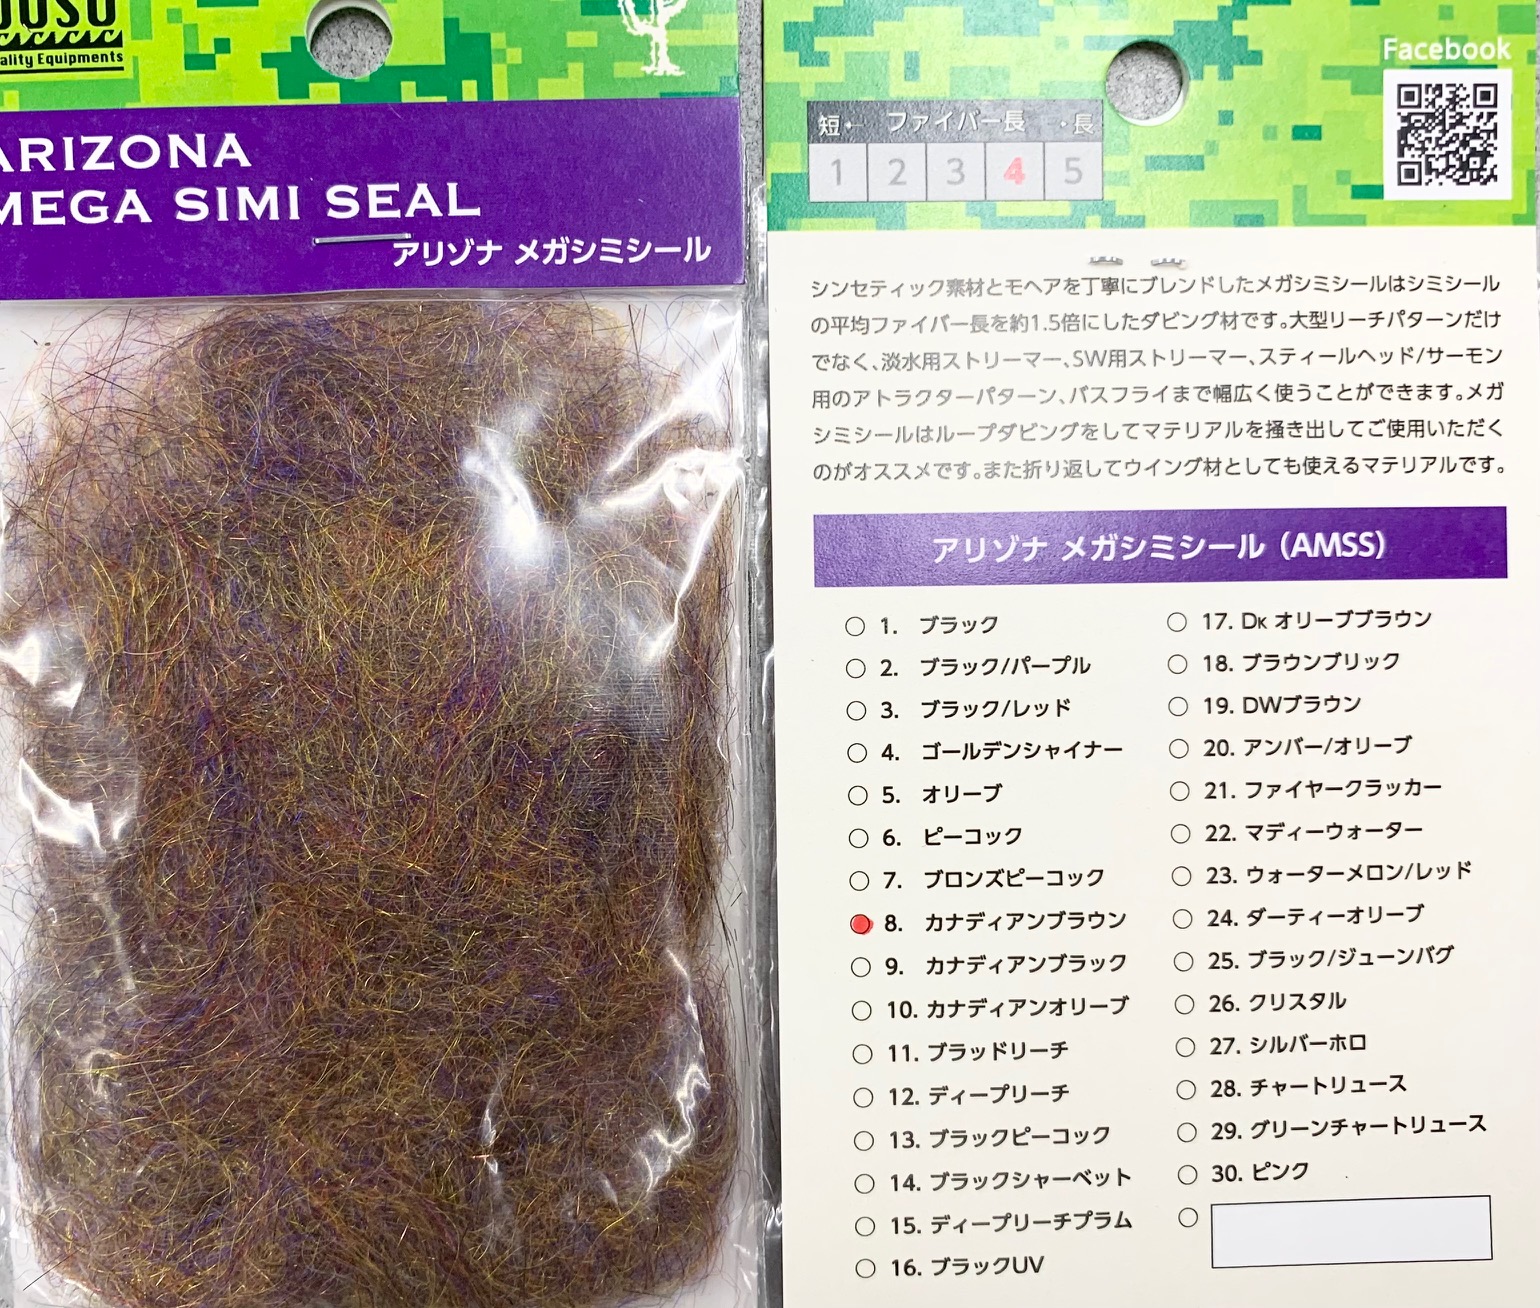 ality Equipments
ARIZONA
MEGA SIMI SEAL
アリゾナ メガシミシール
Facebook
短← ファイバー長 ・長
1 2 3 4 5
シンセティック素材とモヘアを丁寧にブレンドしたメガシミシールはシミシール
の平均ファイバー長を約1.5倍にしたダビング材です。大型リーチパターンだけ
でなく、淡水用ストリーマー、SW用ストリーマー、スティールヘッド/サーモン
用のアトラクターパターン、バスフライまで幅広く使うことができます。メガ
シミシールはループダビングをしてマテリアルを掻き出してご使用いただく
のがオススメです。また折り返してウイング材としても使えるマテリアルです。
アリゾナ メガシミシール（AMSS）
1. ブラック
2. ブラック/パープル
3. ブラック/レッド
4. ゴールデンシャイナー
5. オリーブ
6. ピーコック
7. ブロンズピーコック
8. カナディアンブラウン
9. カナディアンブラック
10. カナディアンオリーブ
11. ブラッドリーチ
12. ディープリーチ
13. ブラックピーコック
14. ブラックシャーベット
15. ディープリーチプラム
16. ブラックUV
17. Dк オリーブブラウン
18. ブラウンブリック
19. DWブラウン
20. アンバー/オリーブ
21. ファイヤークラッカー
22. マディーウォーター
23. ウォーターメロン/レッド
24. ダーティーオリーブ
25. ブラック/ジューンバグ
26. クリスタル
27. シルバーホロ
28. チャートリュース
29. グリーンチャートリュース
30. ピンク